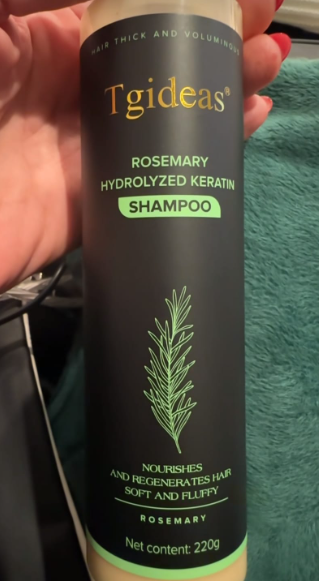 HAIR THICK AND VOLUMINOUS
Tgideas®
ROSEMARY
HYDROLYZED KERATIN
SHAMPOO
NOURISHES
AND REGENERATES HAIR
SOFT AND FLUFFY
ROSEMARY
Net content: 220g